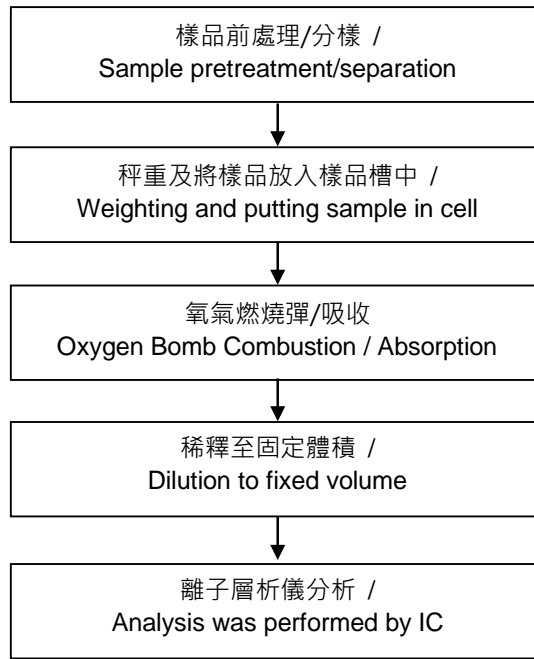 樣品前處理/分樣 /
Sample pretreatment/separation
秤重及將樣品放入樣品槽中 /
Weighting and putting sample in cell
氧氣燃燒彈/吸收
Oxygen Bomb Combustion / Absorption
稀釋至固定體積 /
Dilution to fixed volume
離子層析儀分析 /
Analysis was performed by IC